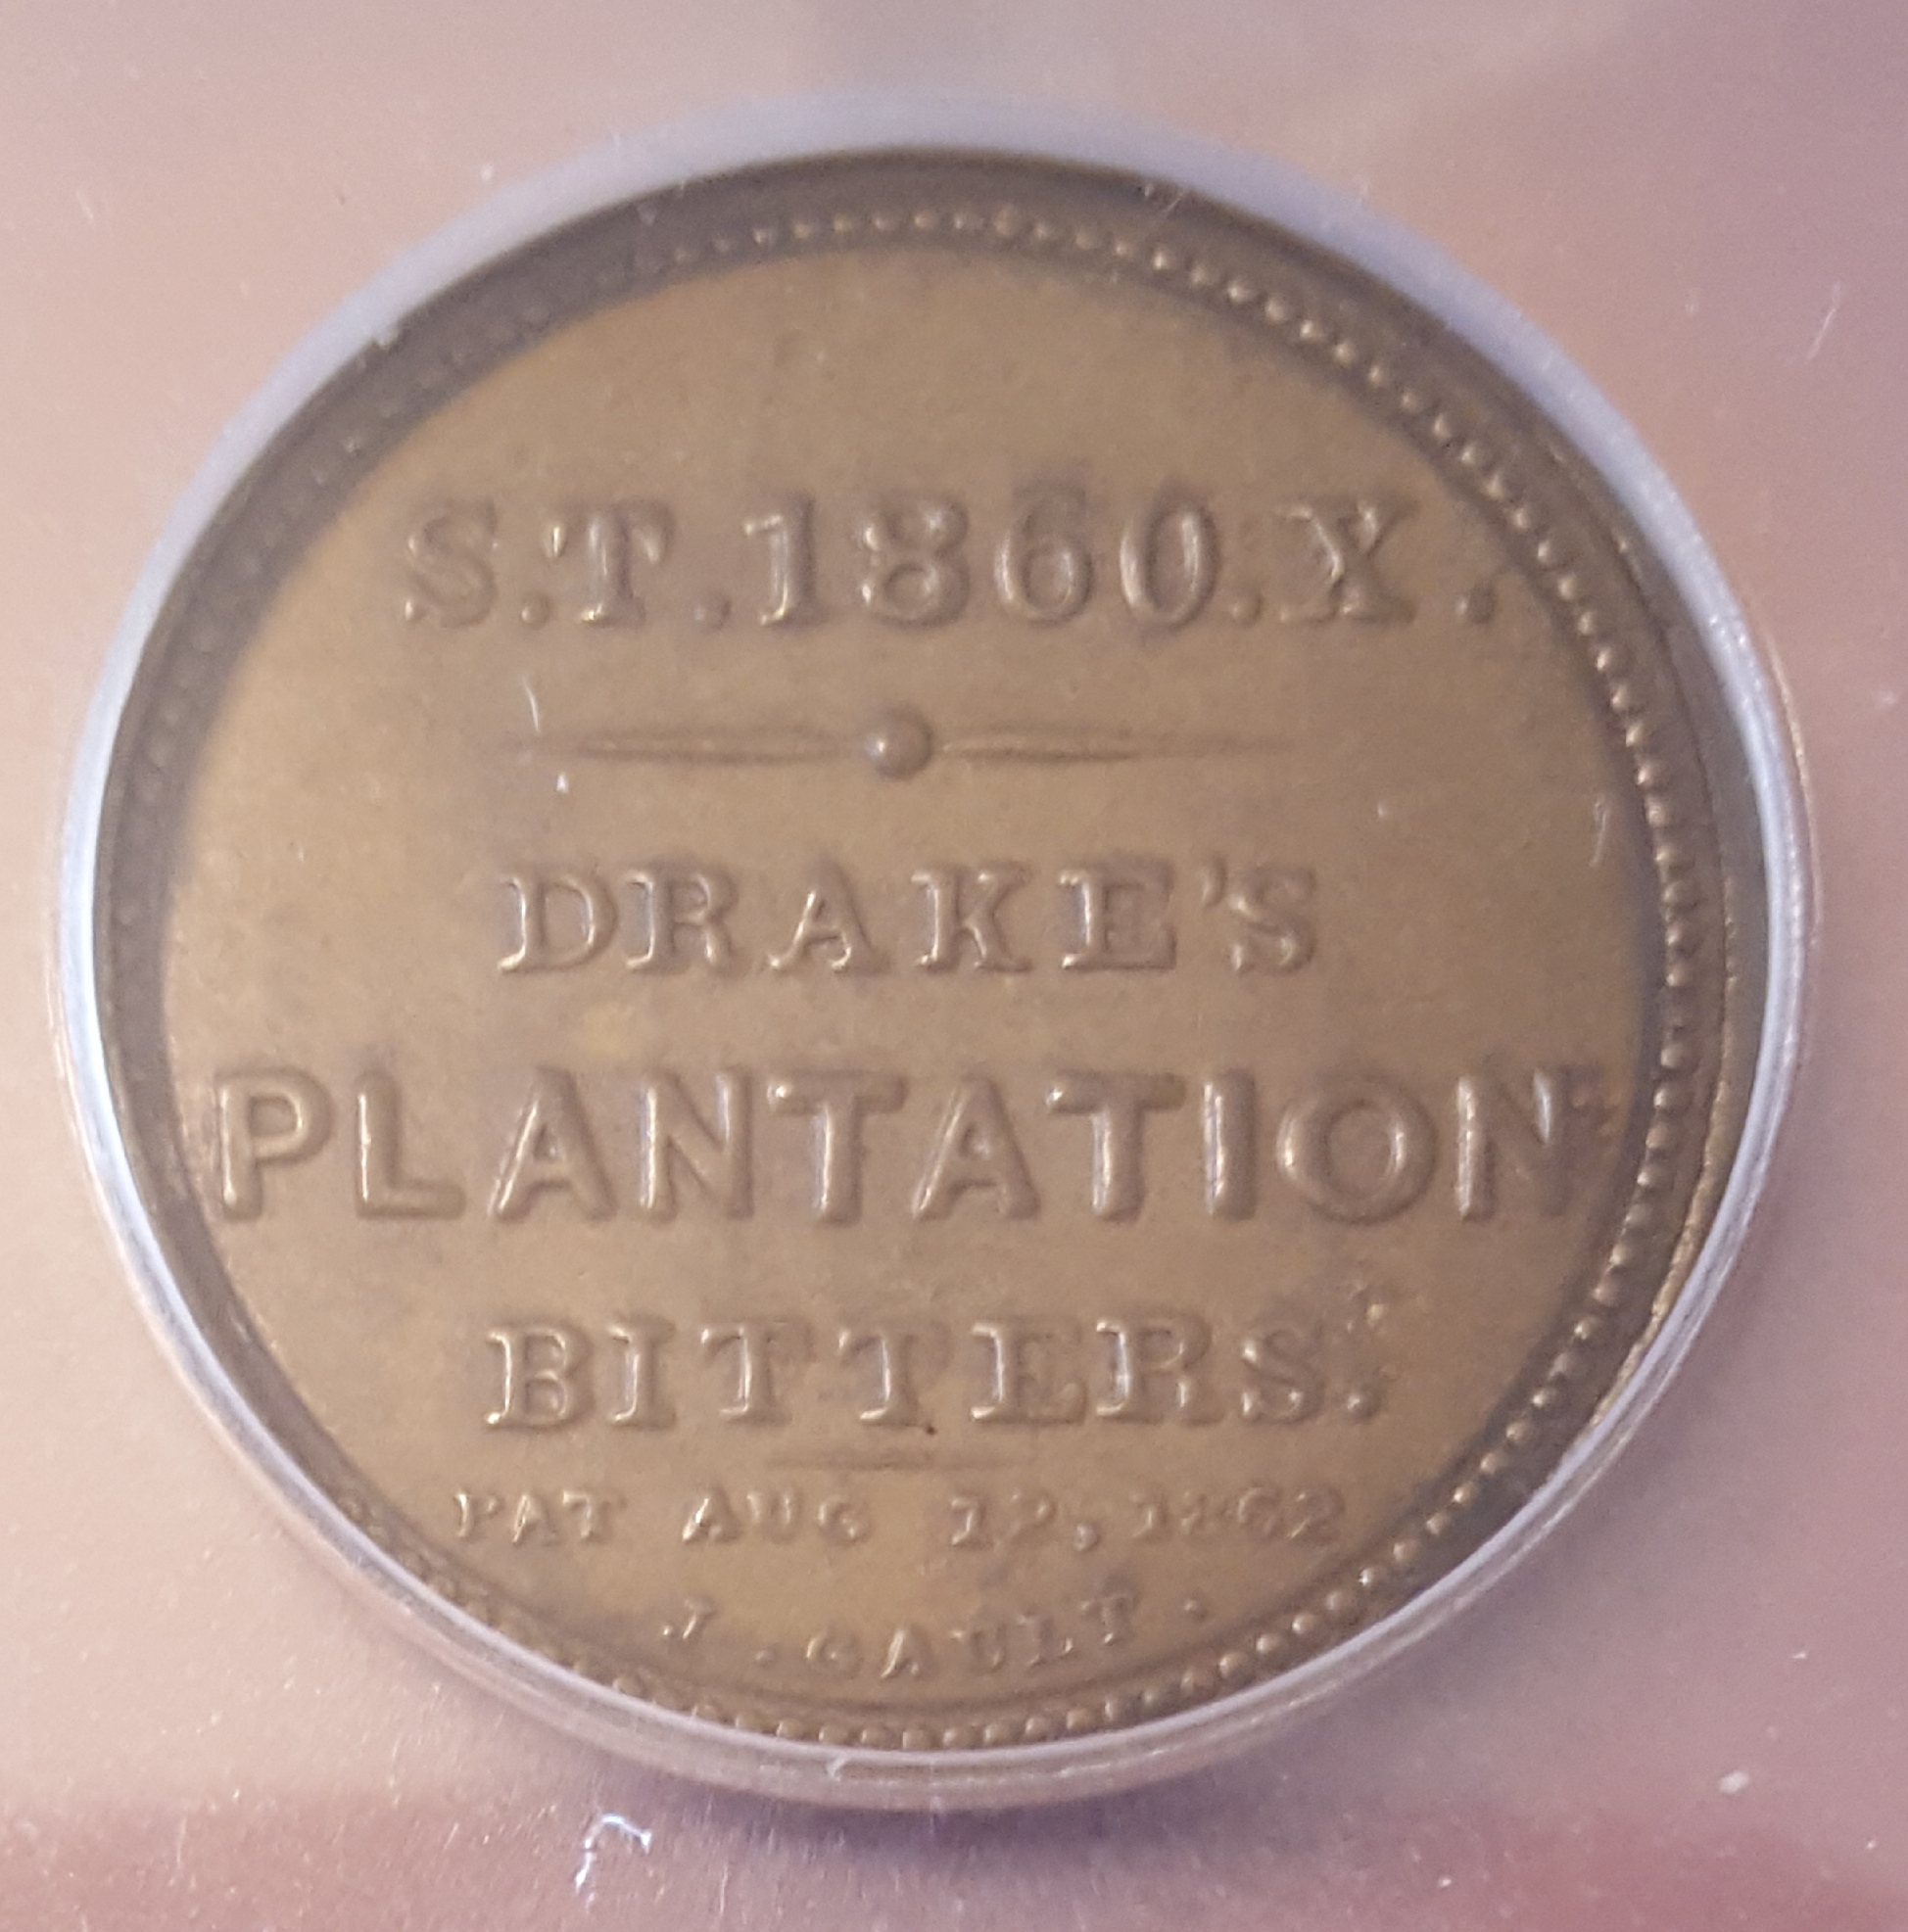 S.T.1860.X.
DRAKE'S
PLANTATION
BITTERS.
PAT AUG 12, 1862
J. GAULT.